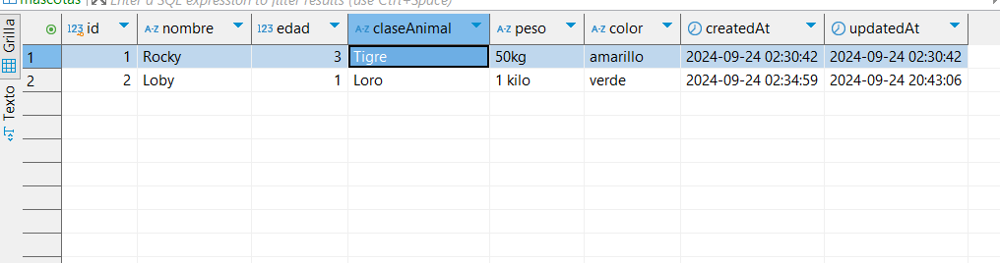 mascotas Enter a SQL expression to filter results (use Ctrl+Space)
Grilla
Texto
123 id A-Z nombre 123 edad A-Z claseAnimal A-Z peso A-Z color createdAt updatedAt
1 1 Rocky 3 Tigre 50kg amarillo 2024-09-24 02:30:42 2024-09-24 02:30:42
2 2 Loby 1 Loro 1 kilo verde 2024-09-24 02:34:59 2024-09-24 20:43:06